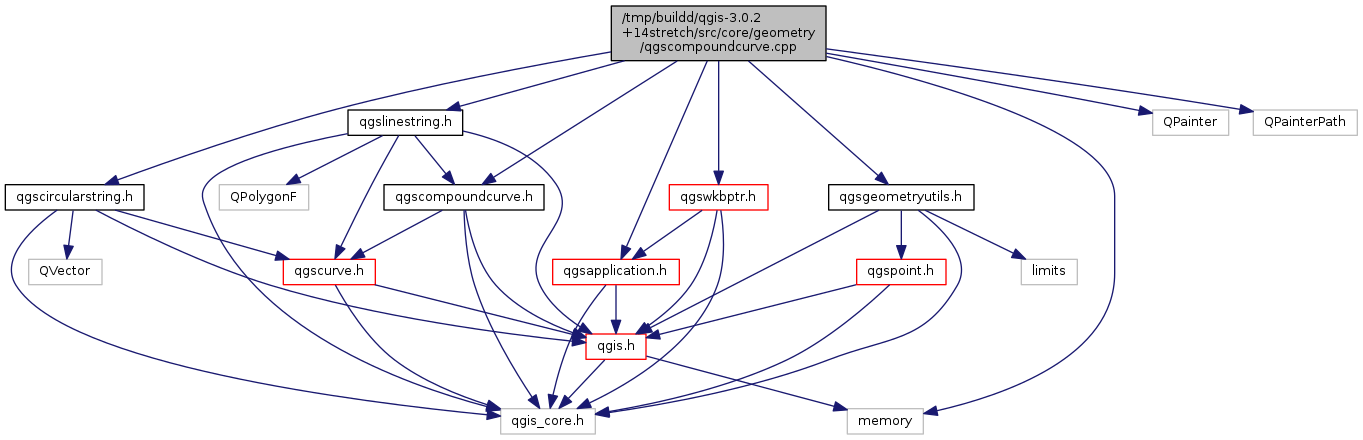 /tmp/buildd/qgis-3.0.2
+14stretch/src/core/geometry
/qgscompoundcurve.cpp
qgslinestring.h
QPainter
QPainterPath
qgscircularstring.h
QPolygonF
qgscompoundcurve.h
qgswkbptr.h
qgsgeometryutils.h
QVector
qgscurve.h
qgsapplication.h
qgspoint.h
limits
qgis.h
qgis_core.h
memory